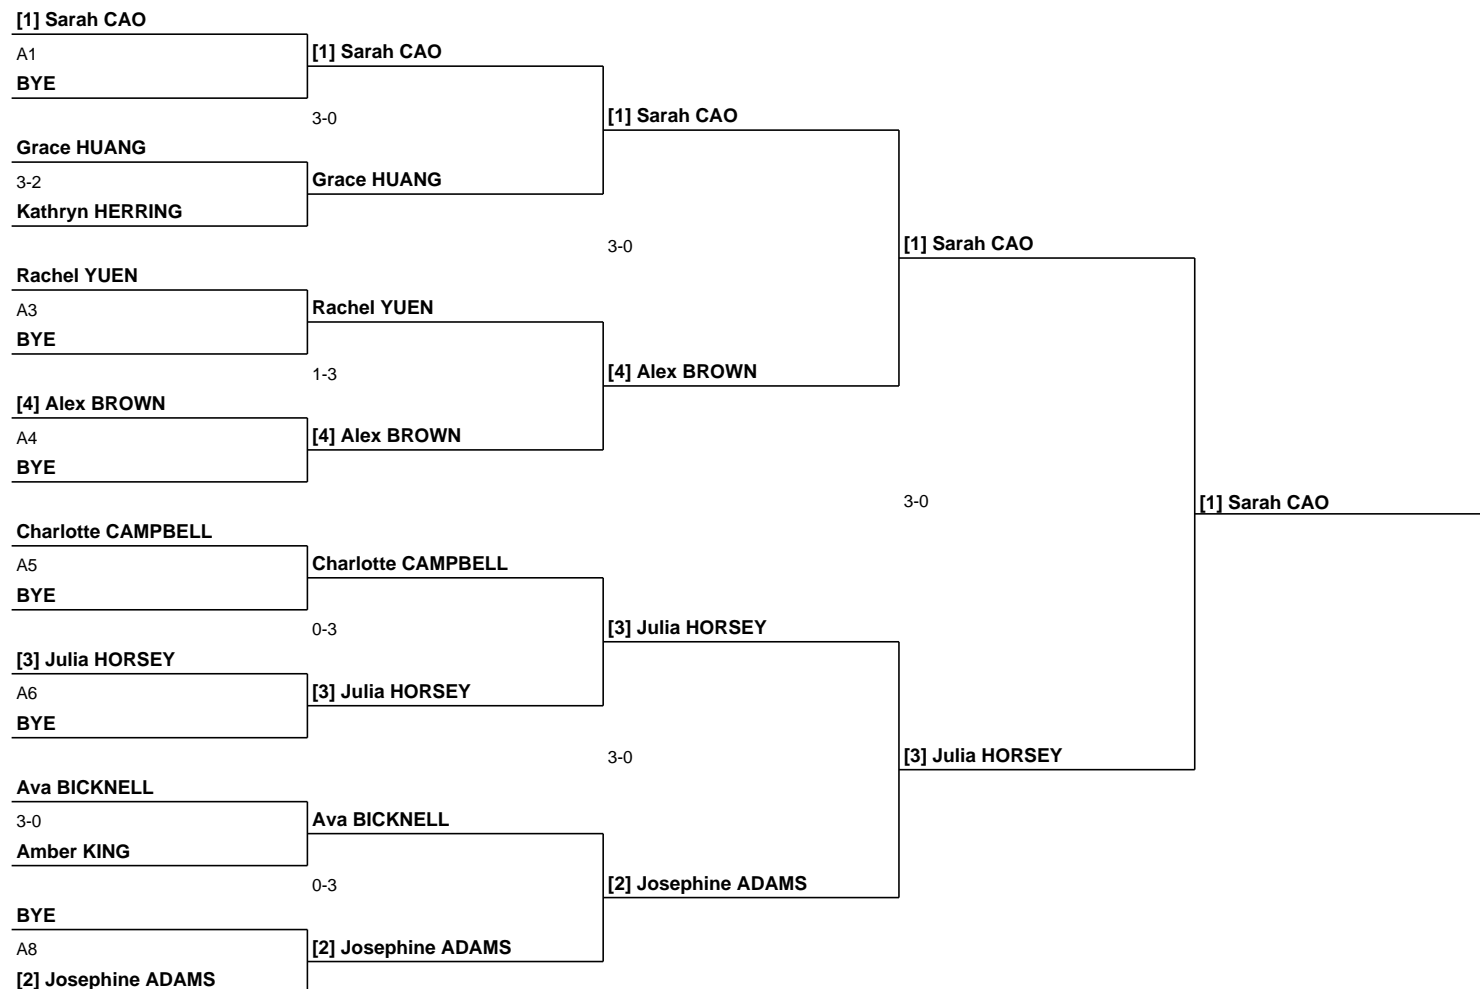 [1] Sarah CAO
A1
BYE
Grace HUANG
3-2
Kathryn HERRING
Rachel YUEN
A3
BYE
[4] Alex BROWN
A4
BYE
Charlotte CAMPBELL
A5
BYE
[3] Julia HORSEY
A6
BYE
Ava BICKNELL
3-0
Amber KING
BYE
A8
[2] Josephine ADAMS
[1] Sarah CAO
3-0
Grace HUANG
Rachel YUEN
1-3
[4] Alex BROWN
Charlotte CAMPBELL
0-3
[3] Julia HORSEY
Ava BICKNELL
0-3
[2] Josephine ADAMS
[1] Sarah CAO
3-0
[4] Alex BROWN
[3] Julia HORSEY
3-0
[2] Josephine ADAMS
[1] Sarah CAO
3-0
[3] Julia HORSEY
[1] Sarah CAO